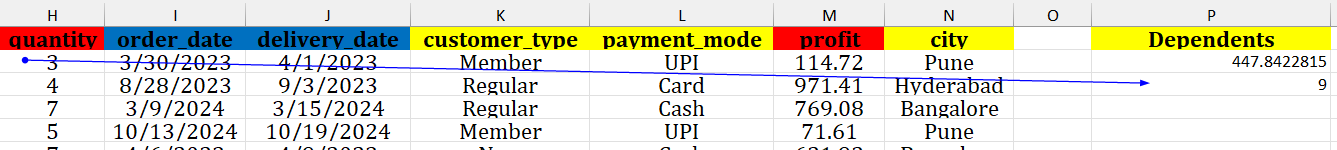 H I J K L M N O P
quantity order_date delivery_date customer_type payment_mode profit city Dependents
3 3/30/2023 4/1/2023 Member UPI 114.72 Pune 447.8422815
4 8/28/2023 9/3/2023 Regular Card 971.41 Hyderabad 9
7 3/9/2024 3/15/2024 Regular Cash 769.08 Bangalore
5 10/13/2024 10/19/2024 Member UPI 71.61 Pune